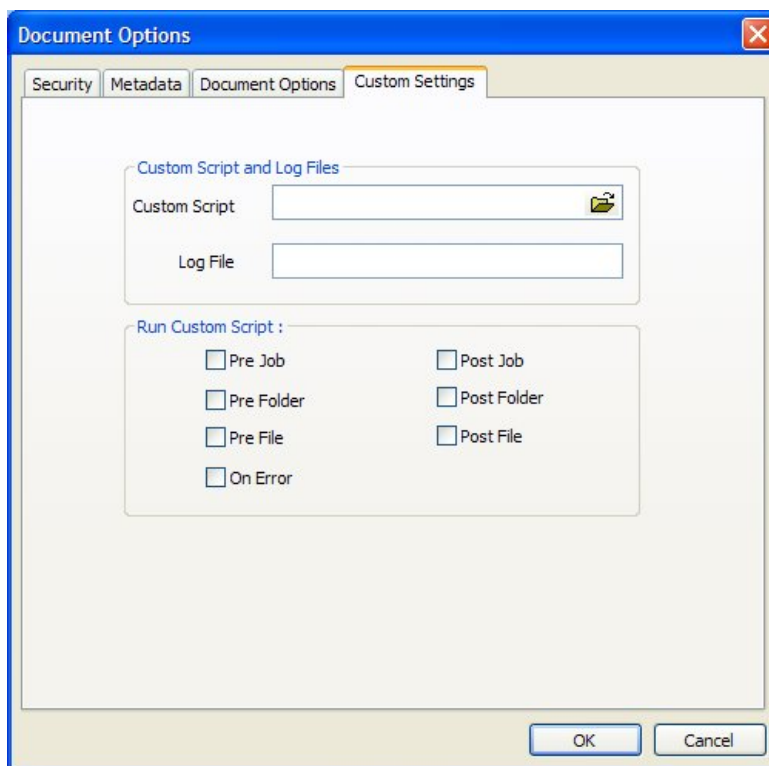 Document Options
Security Metadata Document Options Custom Settings
Custom Script and Log Files
Custom Script
Log File
Run Custom Script :
Pre Job Post Job
Pre Folder Post Folder
Pre File Post File
On Error
OK Cancel